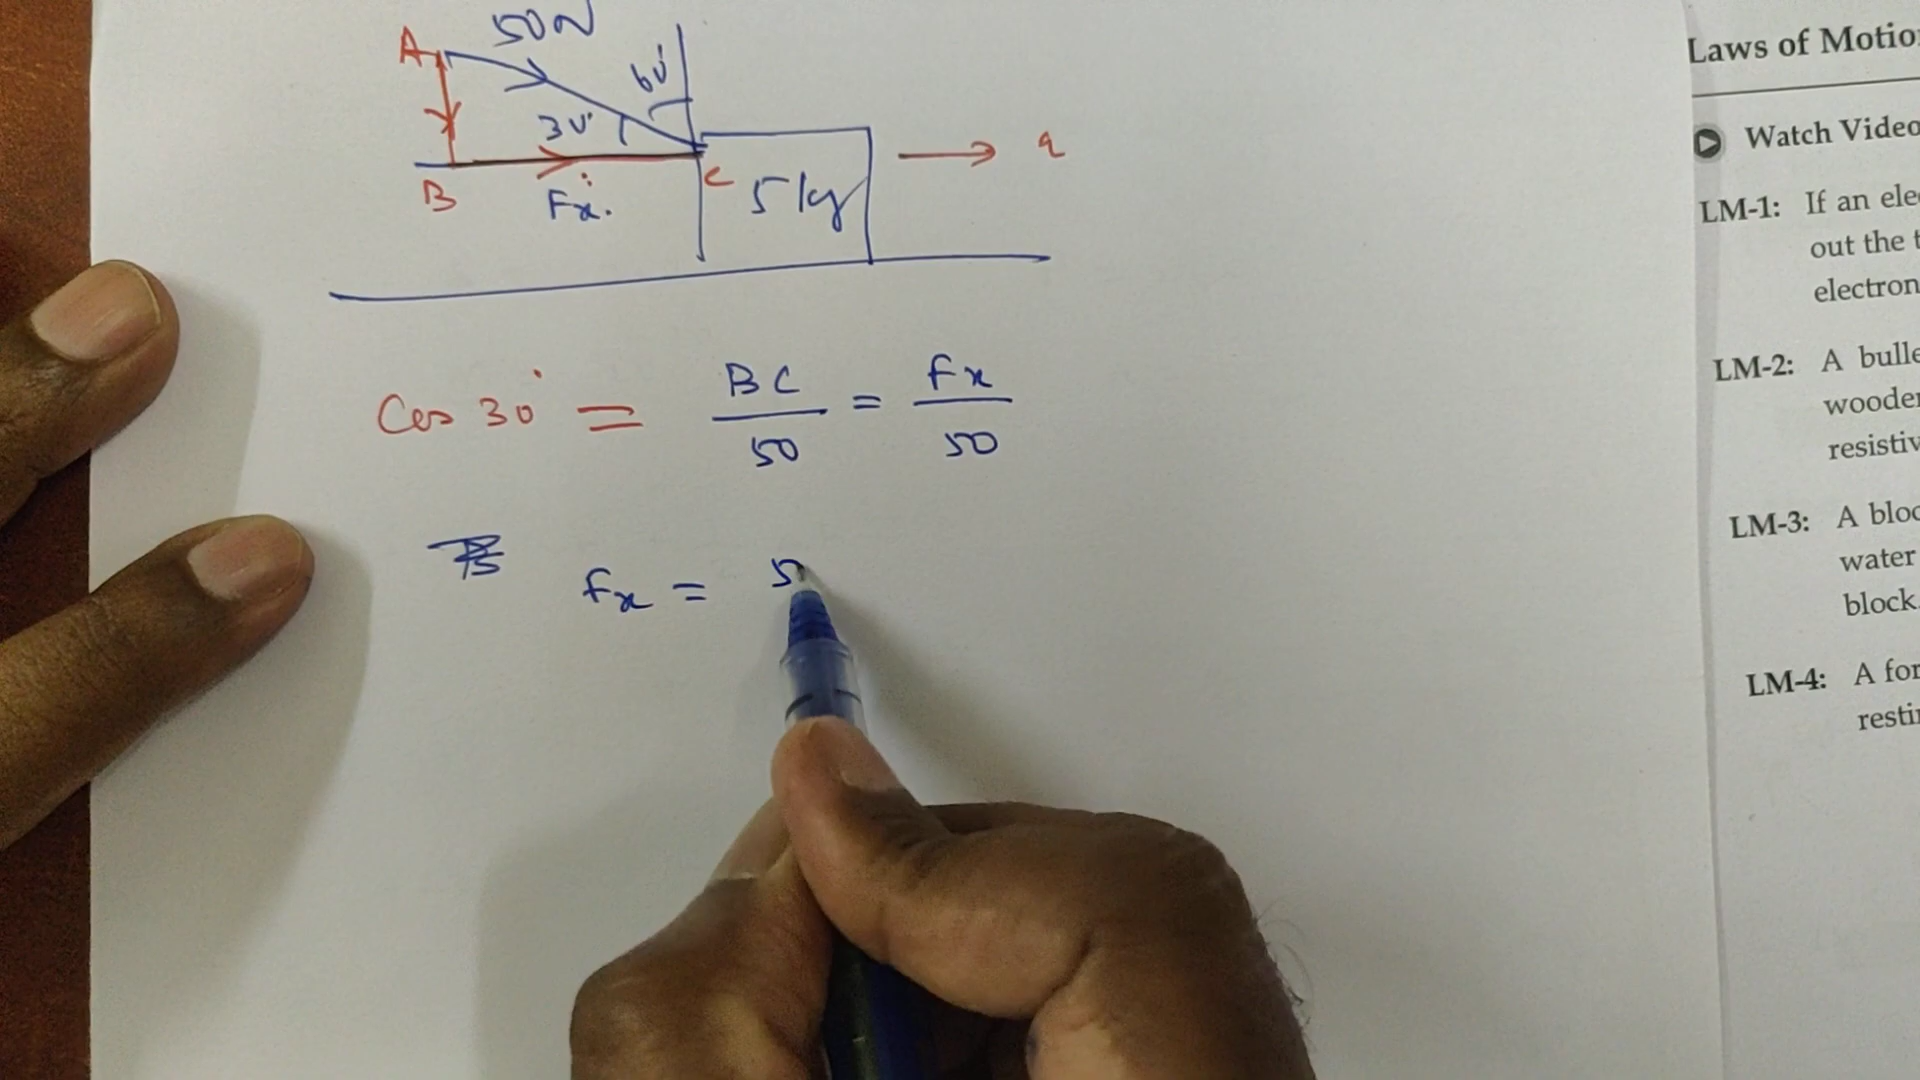 A 50N
60°
30°
B Fx. C 5kg a
Cos 30° = BC/50 = Fx/50
Fx = 5
Laws of Motion
Watch Video
LM-1: If an ele
out the t
electron
LM-2: A bulle
wooden
resistiv
LM-3: A bloc
water
block.
LM-4: A for
restin